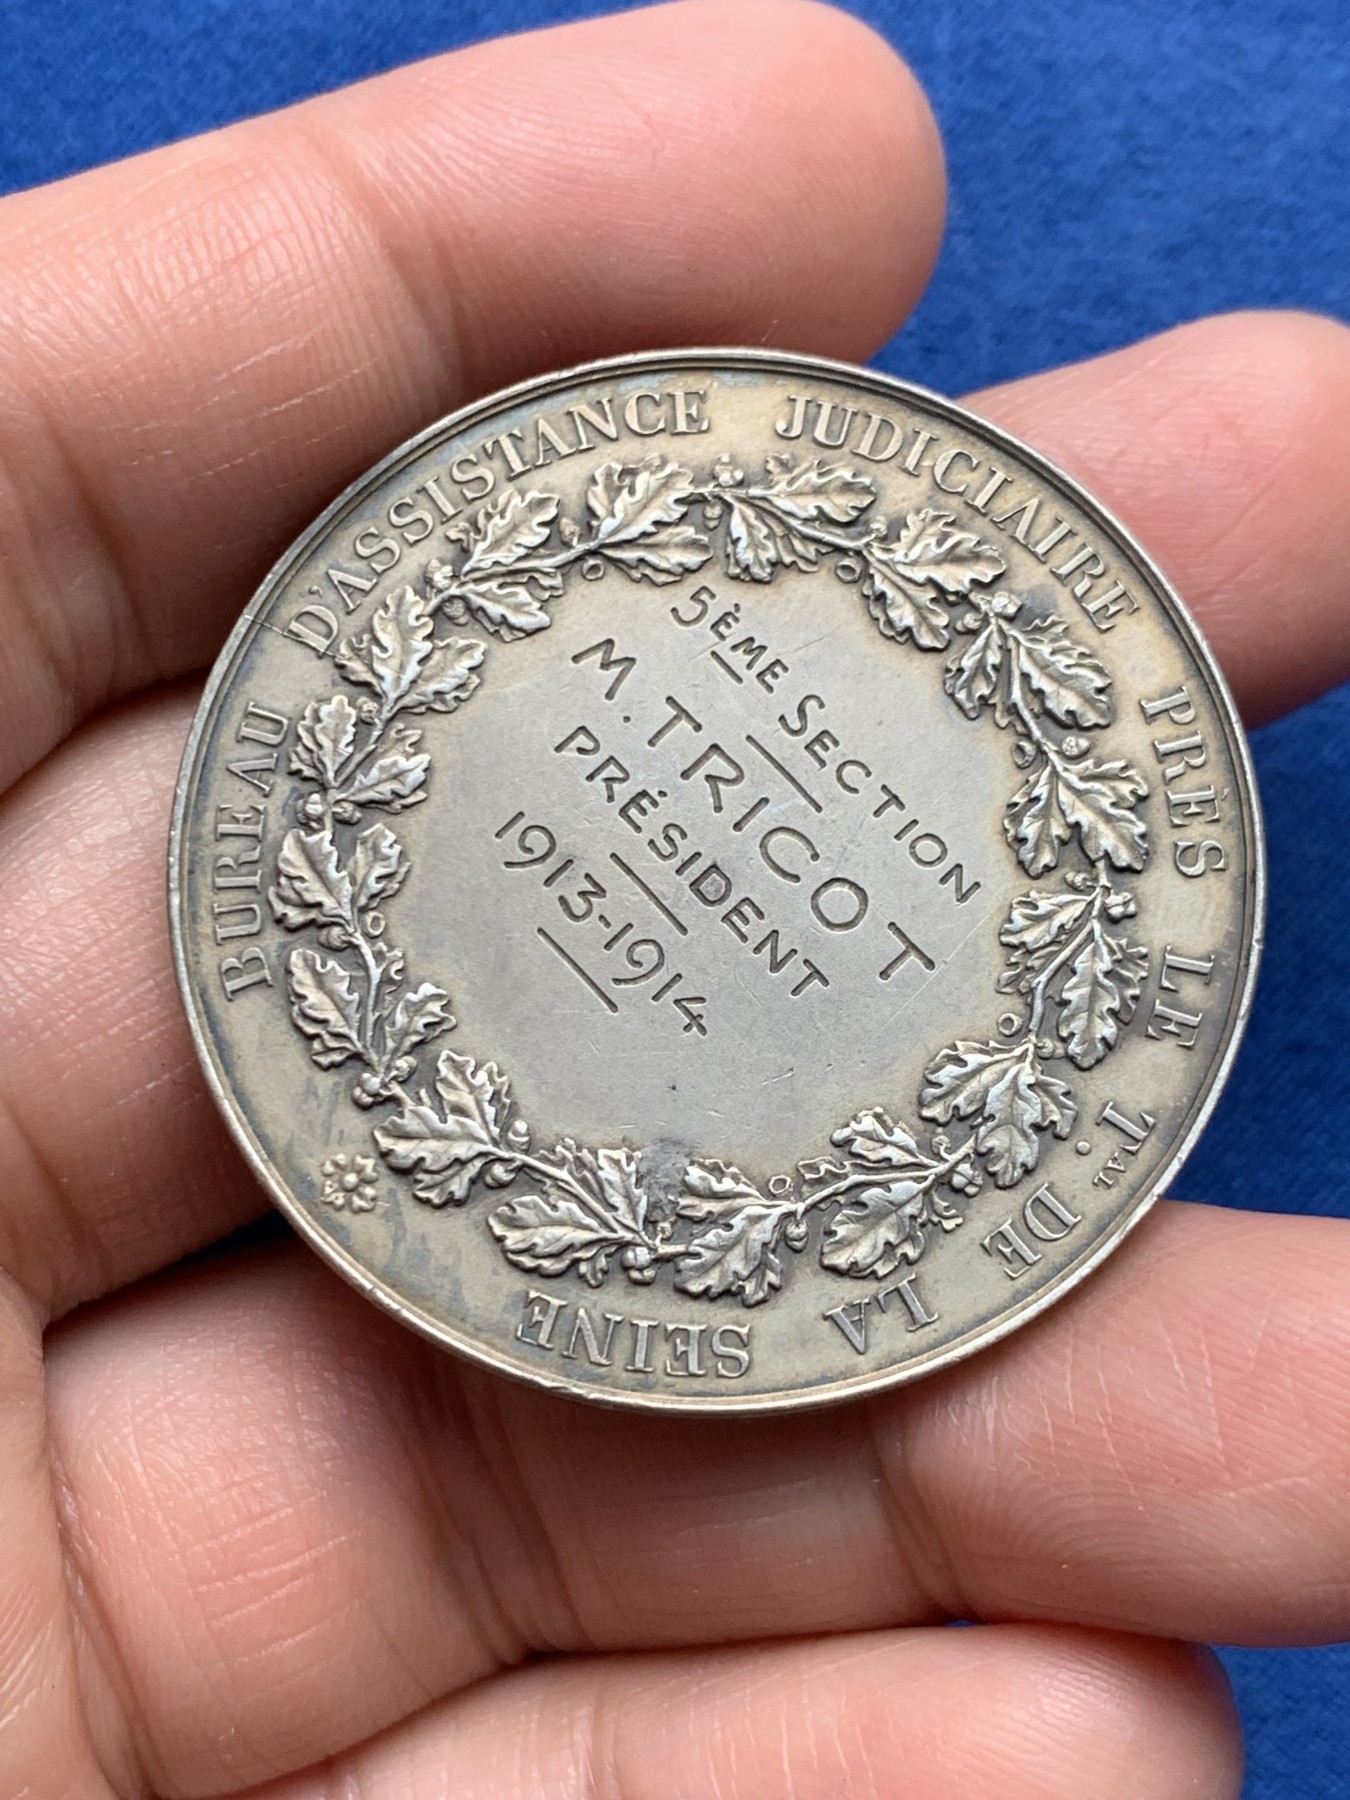 BUREAU D'ASSISTANCE JUDICIAIRE PRÈS LE TAL. DE LA SEINE
5ÈME SECTION
M. TRICOT
PRÉSIDENT
1913-1914